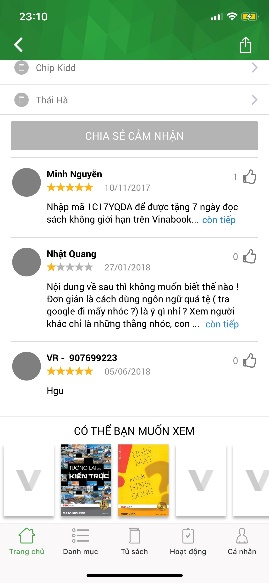 23:10
Chip Kidd
Thái Hà
CHIA SẺ CẢM NHẬN
Minh Nguyên
1
10/11/2017
Nhập mã 1C17YQDA để được tặng 7 ngày đọc
sách không giới hạn trên Vinabook... còn tiếp
Nhật Quang
0
27/01/2018
Nội dung về sau thì không muốn biết thế nào !
Đơn giản là cách dùng ngôn ngữ quá tệ ( tra
google đi mấy nhóc ?) là ý gì nhỉ ? Xem người
khác chỉ là những thằng nhóc, con ... còn tiếp
VR - 907699223
0
05/06/2018
Hgu
CÓ THỂ BẠN MUỐN XEM
KIẾN TRÚC
Trang chủ
Danh mục
Tủ sách
Hoạt động
Cá nhân